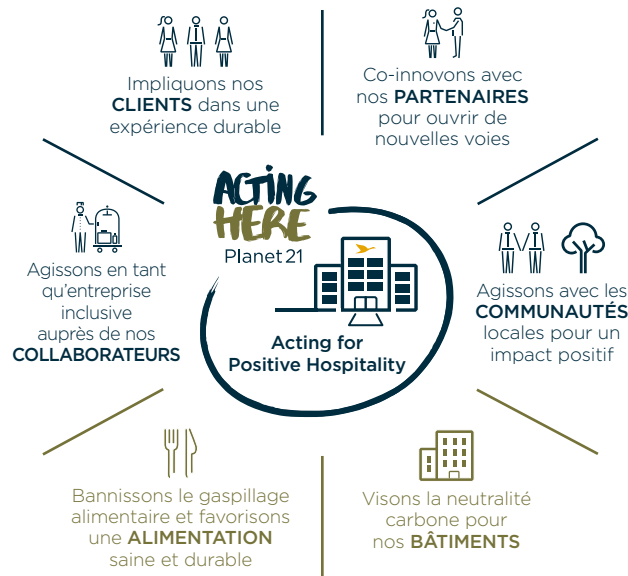 Impliquons nos
CLIENTS dans une
expérience durable
Co-innovons avec
nos PARTENAIRES
pour ouvrir de
nouvelles voies
ACTING
HERE
Planet 21
Acting for
Positive Hospitality
Agissons en tant
qu’entreprise
inclusive
auprès de nos
COLLABORATEURS
Agissons avec les
COMMUNAUTÉS
locales pour un
impact positif
Bannissons le gaspillage
alimentaire et favorisons
une ALIMENTATION
saine et durable
Visons la neutralité
carbone pour
nos BÂTIMENTS